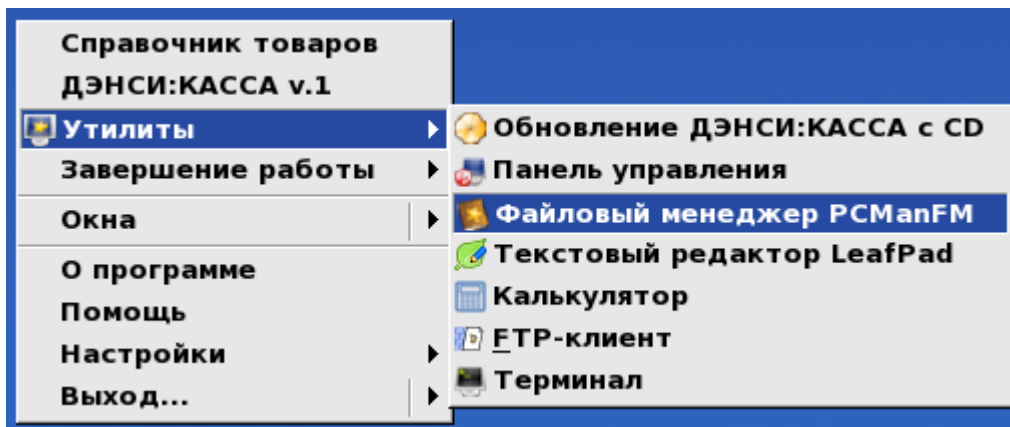 Справочник товаров
ДЭНСИ:КАССА v.1
Утилиты
Завершение работы
Окна
О программе
Помощь
Настройки
Выход...
Обновление ДЭНСИ:КАССА с CD
Панель управления
Файловый менеджер PCManFM
Текстовый редактор LeafPad
Калькулятор
FTP-клиент
Терминал